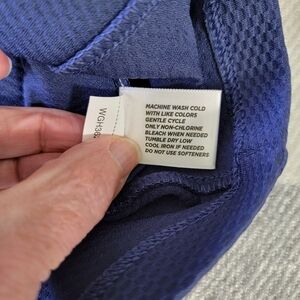 MACHINE WASH COLD
WITH LIKE COLORS
GENTLE CYCLE
ONLY NON-CHLORINE
BLEACH WHEN NEEDED
TUMBLE DRY LOW
COOL IRON IF NEEDED
DO NOT USE SOFTENERS